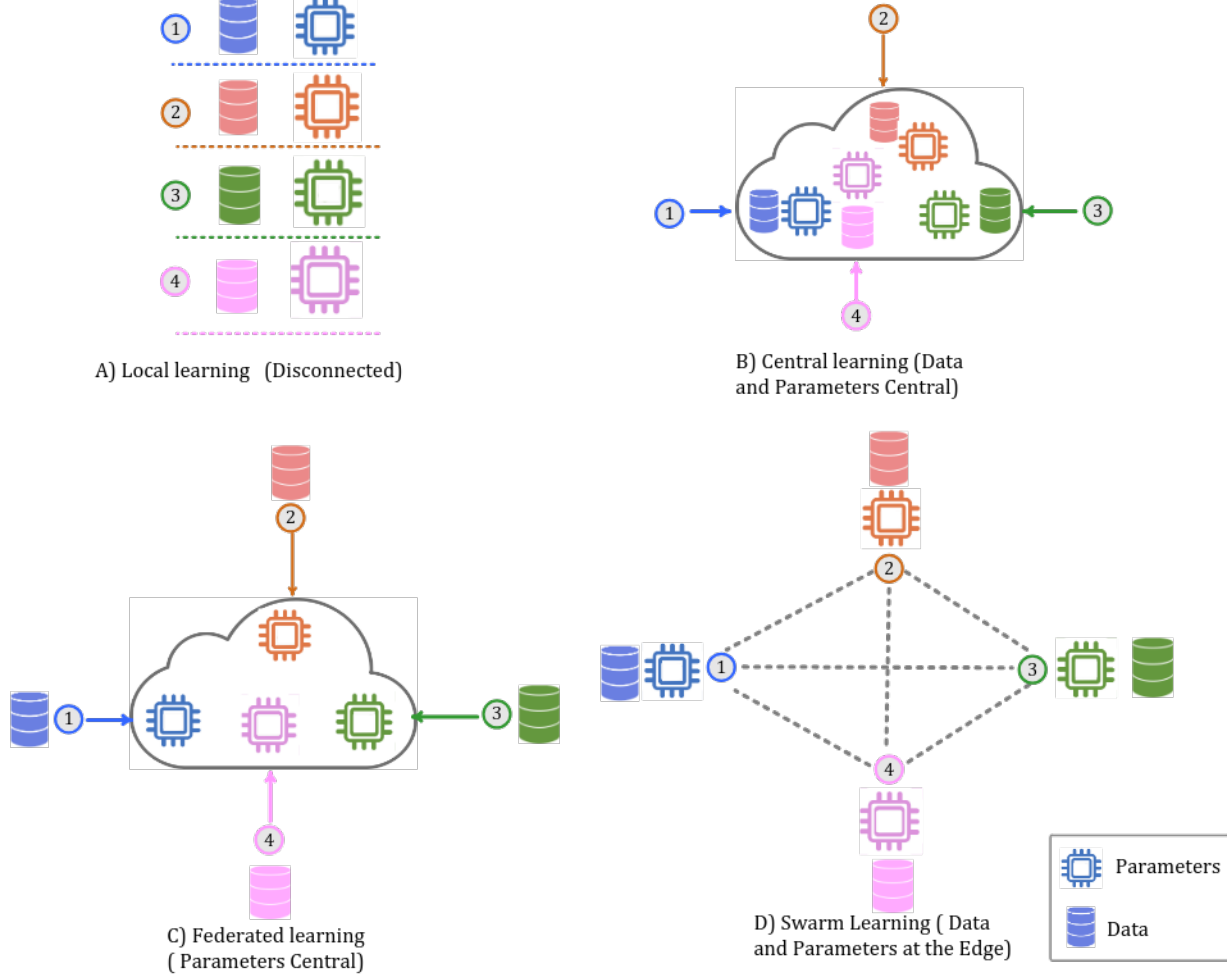 1
2
3
4
A) Local learning (Disconnected)
2
1
3
4
B) Central learning (Data
and Parameters Central)
2
1
3
4
C) Federated learning
( Parameters Central)
2
1
3
4
D) Swarm Learning ( Data
and Parameters at the Edge)
Parameters
Data